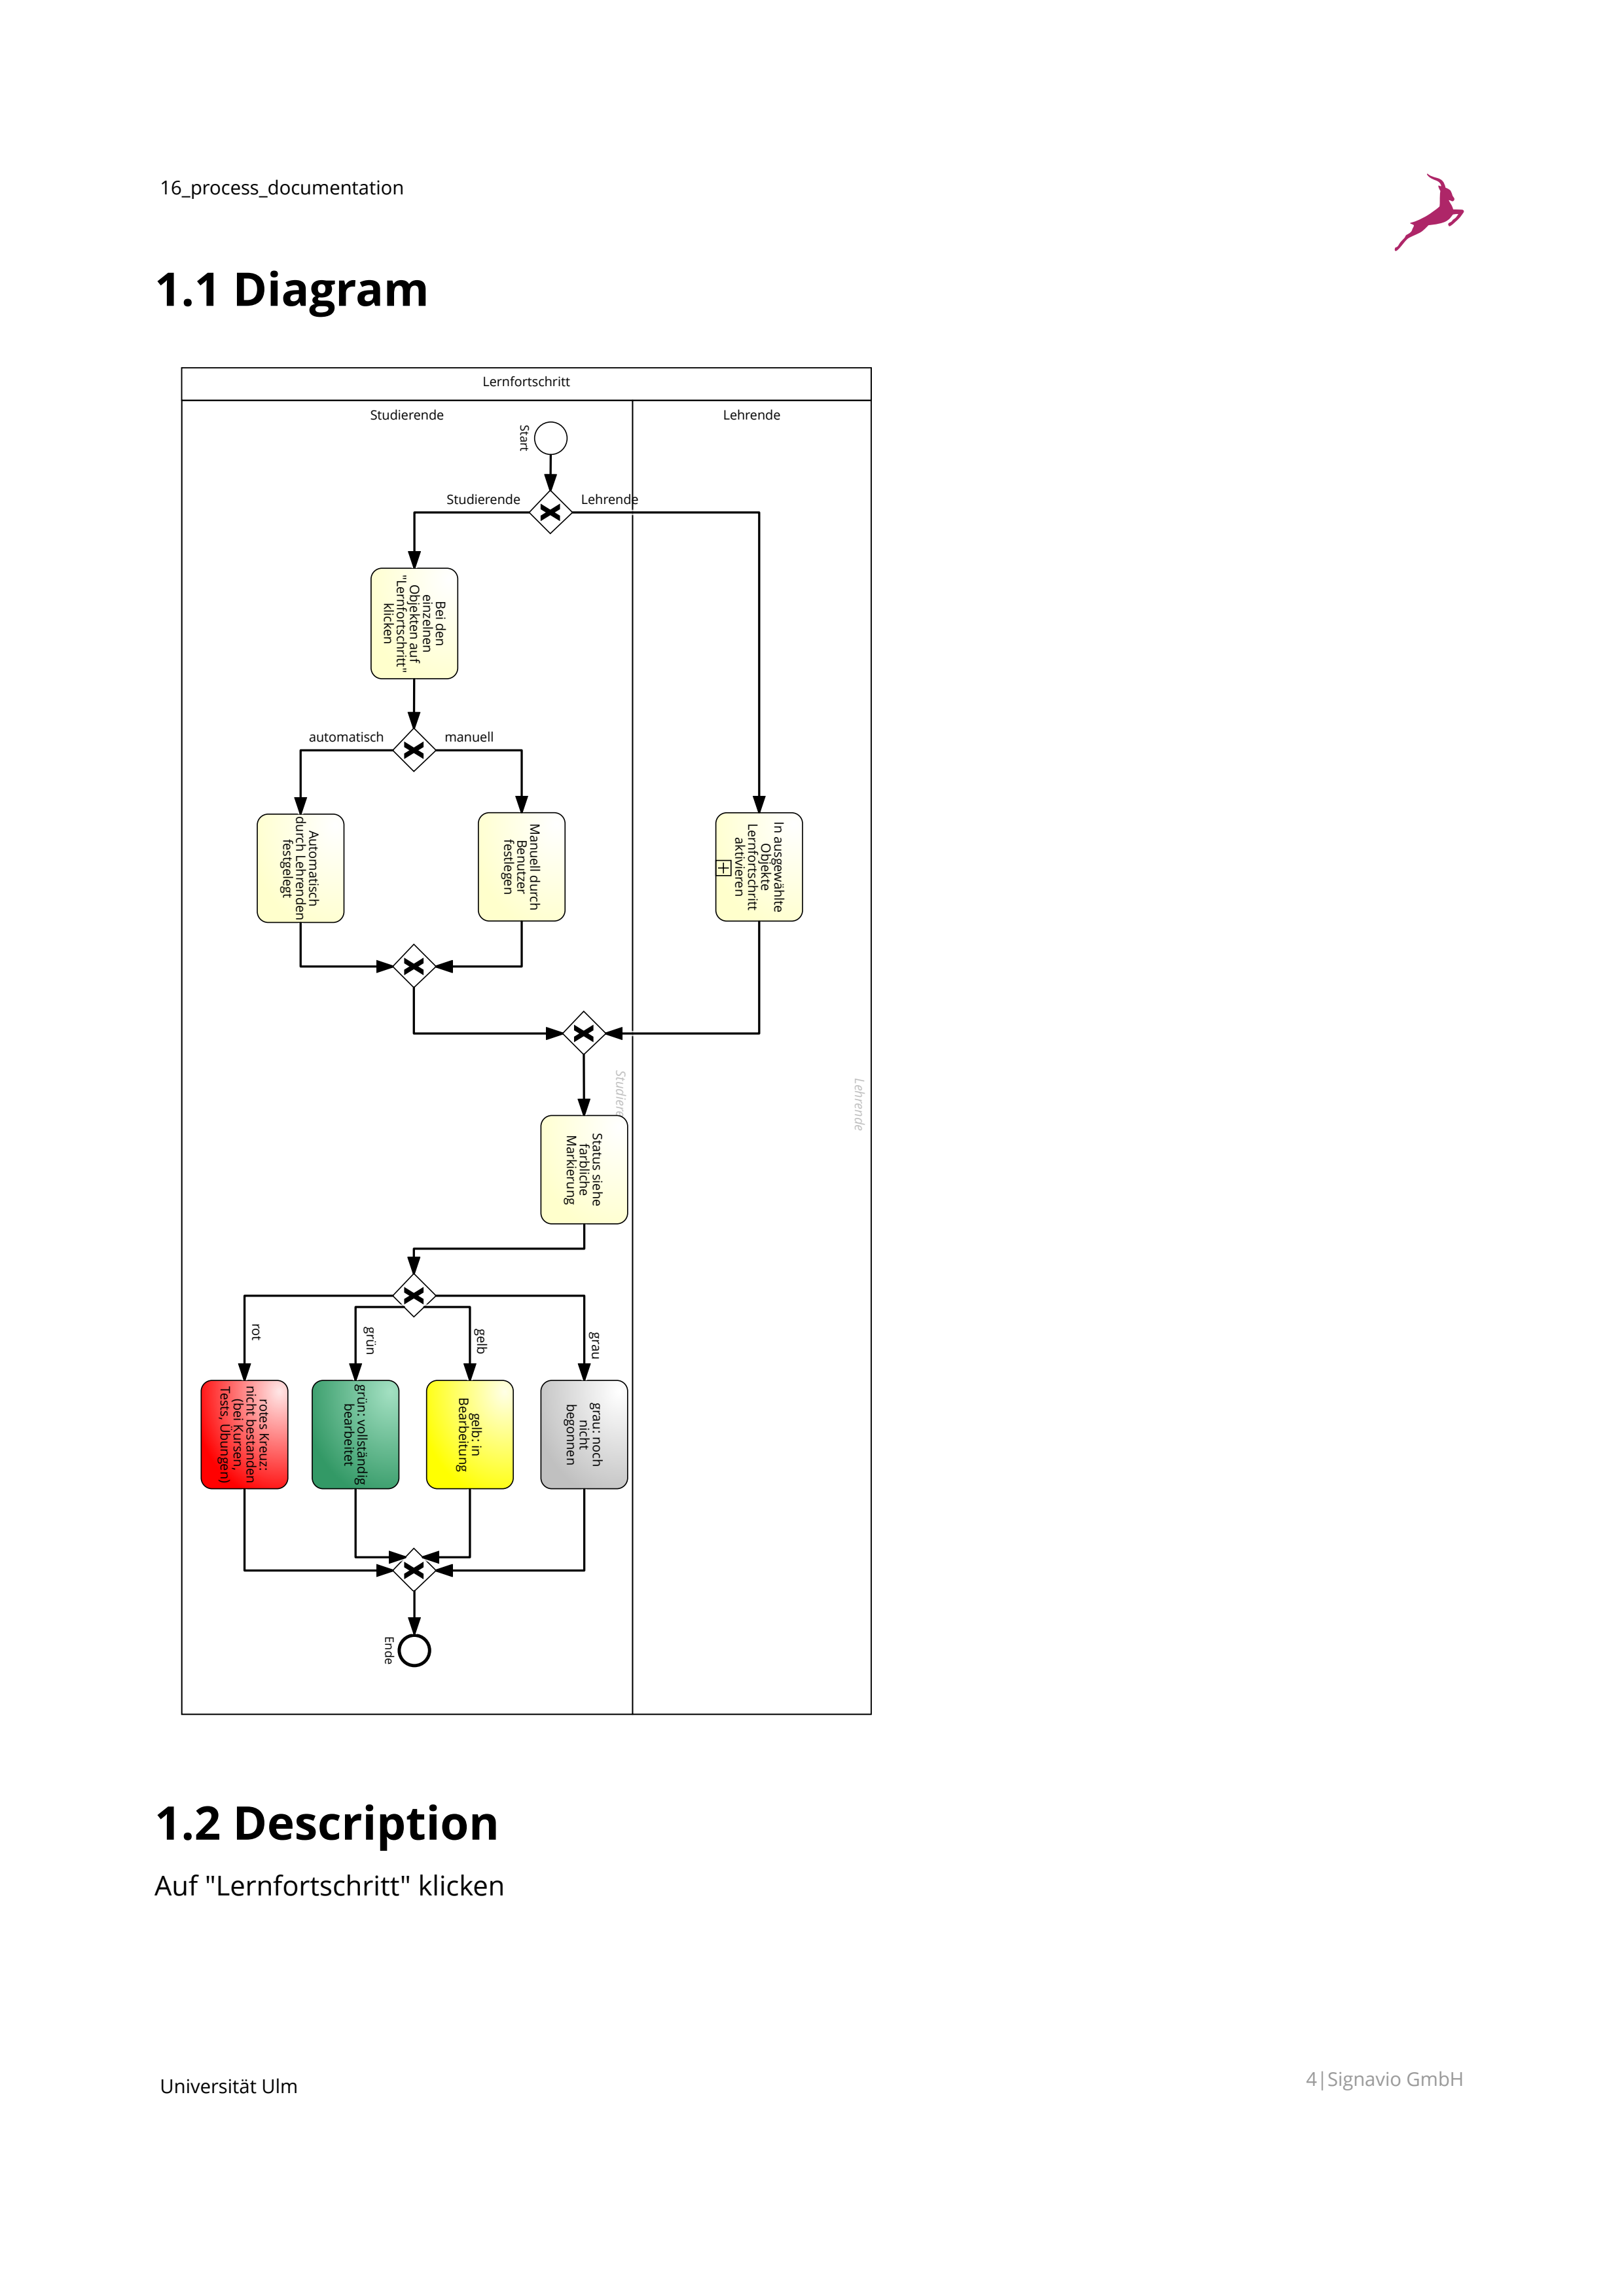 16_process_documentation
1.1 Diagram
Lernfortschritt
Studierende
Lehrende
Start
Studierende
Lehrende
Bei den
einzelnen
Objekten auf
"Lernfortschritt"
klicken
automatisch
manuell
Automatisch
durch Lehrenden
festgelegt
Manuell durch
Benutzer
festlegen
In ausgewählte
Objekte
Lernfortschritt
aktivieren
Lehrende
Status siehe
farbliche
Markierung
rot
grün
gelb
grau
rotes Kreuz:
nicht bestanden
(bei Kursen,
Tests, Übungen)
grün: vollständig
bearbeitet
gelb: in
Bearbeitung
grau: noch
nicht
begonnen
Ende
1.2 Description
Auf "Lernfortschritt" klicken
Universität Ulm
4|Signavio GmbH